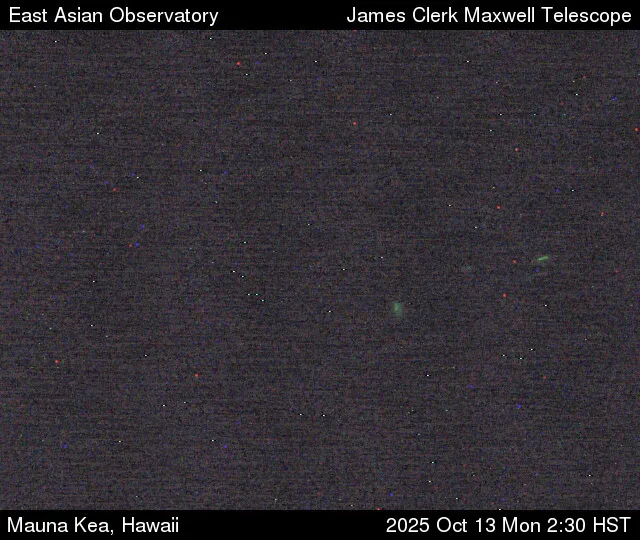 East Asian Observatory
James Clerk Maxwell Telescope
Mauna Kea, Hawaii
2025 Oct 13 Mon 2:30 HST